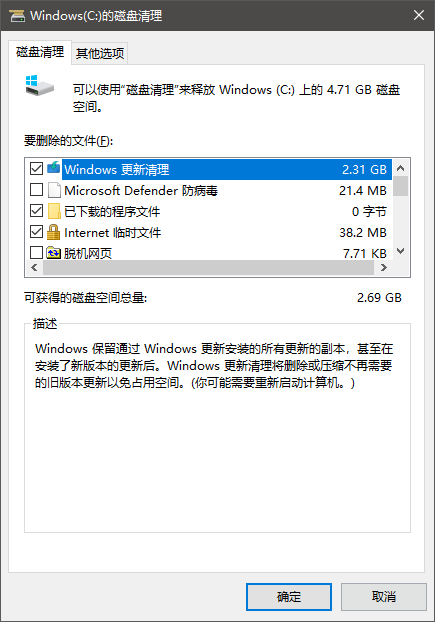 Windows(C:)的磁盘清理
磁盘清理 其他选项
可以使用“磁盘清理”来释放 Windows (C:) 上的 4.71 GB 磁盘
空间。
要删除的文件(F):
Windows 更新清理 2.31 GB
Microsoft Defender 防病毒 21.4 MB
已下载的程序文件 0 字节
Internet 临时文件 38.2 MB
脱机网页 7.71 KB
可获得的磁盘空间总量: 2.69 GB
描述
Windows 保留通过 Windows 更新安装的所有更新的副本，甚至在
安装了新版本的更新后。Windows 更新清理将删除或压缩不再需要
的旧版本更新以免占用空间。(你可能需要重新启动计算机。)
确定 取消